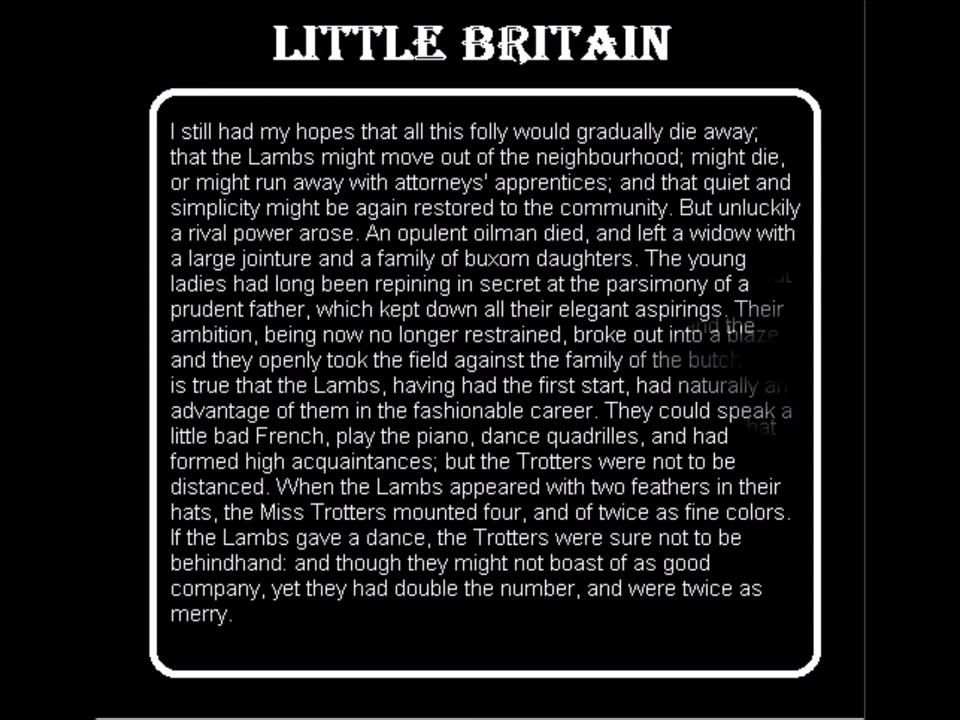 LITTLE BRITAIN
I still had my hopes that all this folly would gradually die away;
that the Lambs might move out of the neighbourhood; might die,
or might run away with attorneys' apprentices; and that quiet and
simplicity might be again restored to the community. But unluckily
a rival power arose. An opulent oilman died, and left a widow with
a large jointure and a family of buxom daughters. The young
ladies had long been repining in secret at the parsimony of a
prudent father, which kept down all their elegant aspirings. Their
ambition, being now no longer restrained, broke out into a blaze
and they openly took the field against the family of the
is true that the Lambs, having had the first start, had naturally an
advantage of them in the fashionable career. They could speak a
little bad French, play the piano, dance quadrilles, and had
formed high acquaintances; but the Trotters were not to be
distanced. When the Lambs appeared with two feathers in their
hats, the Miss Trotters mounted four, and of twice as fine colors.
If the Lambs gave a dance, the Trotters were sure not to be
behindhand: and though they might not boast of as good
company, yet they had double the number, and were twice as
merry.